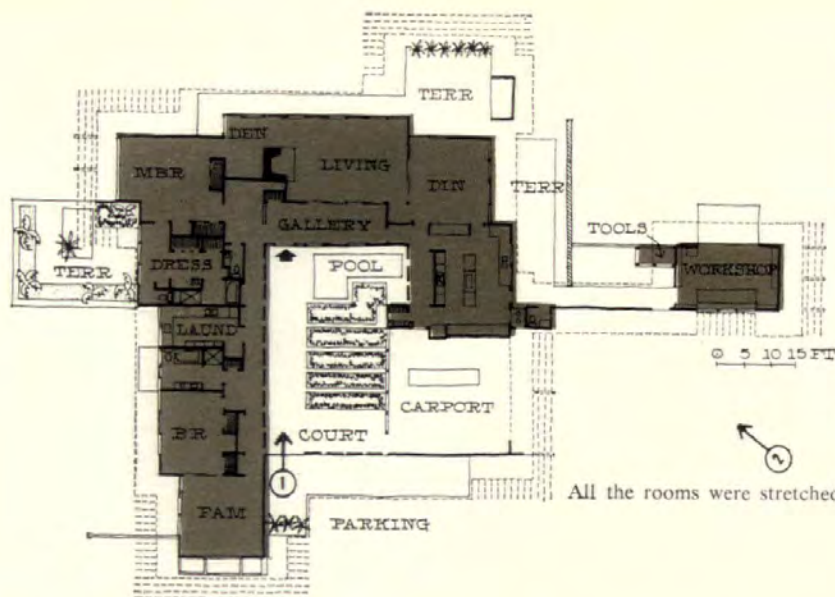 TERR
DEN
LIVING
MBR
DIN
TERR
GALLERY
TOOLS
TERR
DRESS
POOL
WORKSHOP
LAUND
0 5 10 15 FT
CARPORT
BR
COURT
2
1
All the rooms were stretched
FAM
PARKING